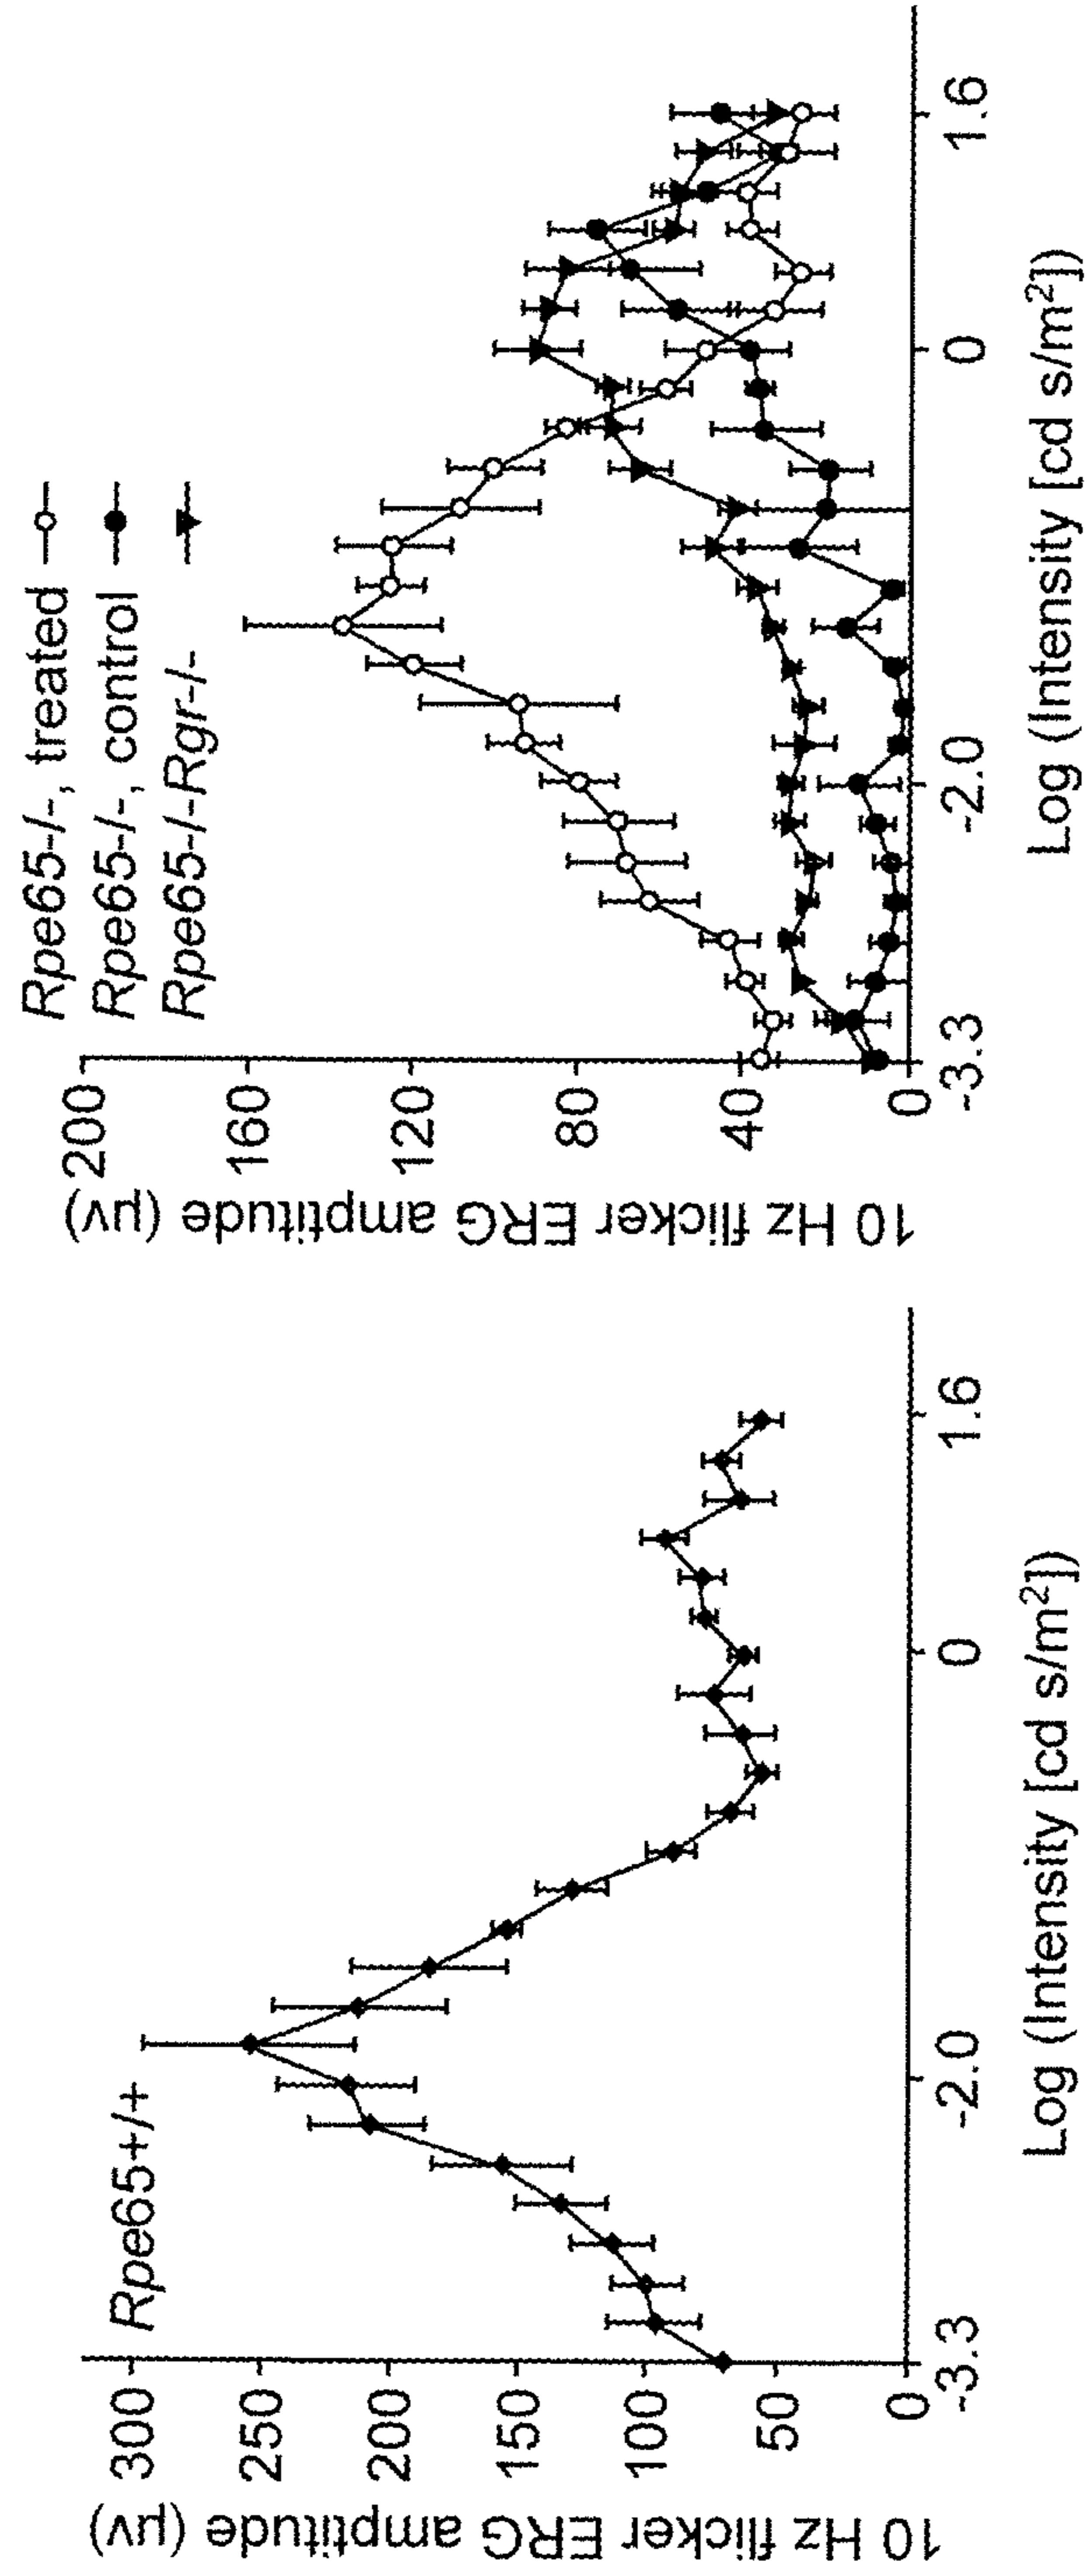 Rpe65+/+
10 Hz flicker ERG amplitude (μv)
300
250
200
150
100
50
0
-3.3
-2.0
0
1.6
Log (Intensity [cd s/m²])
Rpe65-/-, treated
Rpe65-/-, control
Rpe65-/-Rgr-/-
10 Hz flicker ERG amplitude (μv)
200
160
120
80
40
0
-3.3
-2.0
0
1.6
Log (Intensity [cd s/m²])